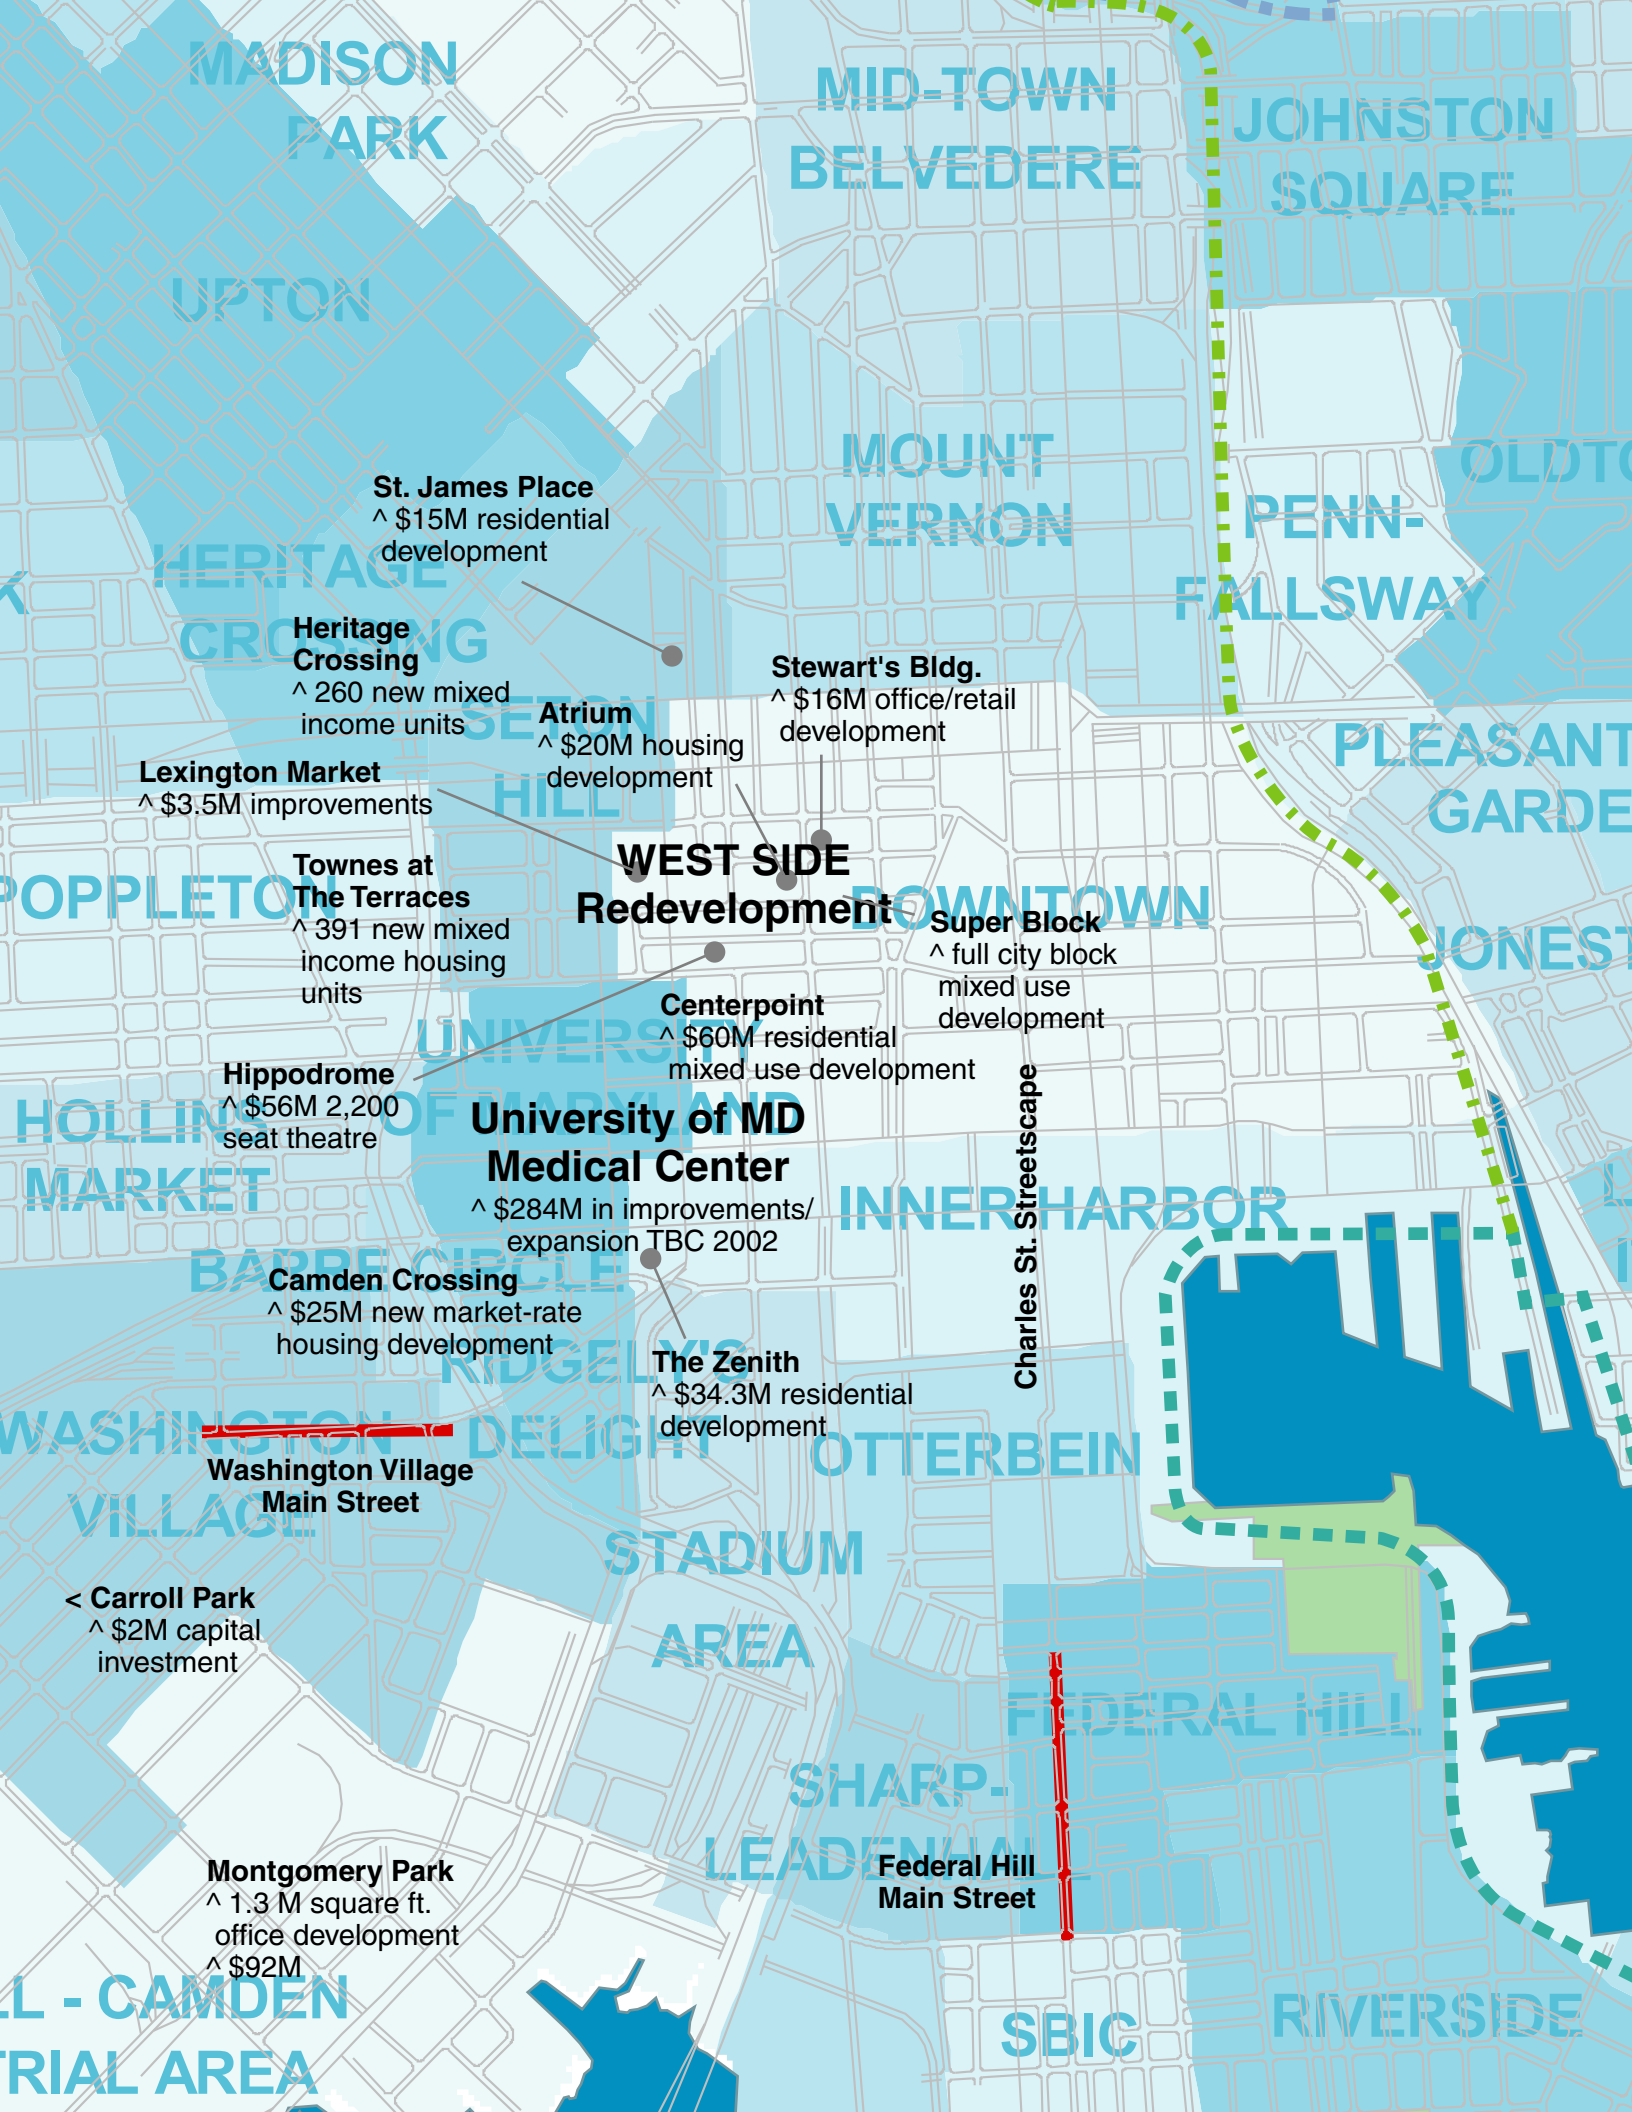 MADISON
PARK
MID-TOWN
BELVEDERE
JOHNSTON
SQUARE
UPTON
MOUNT
VERNON
PENN-
FALLSWAY
St. James Place
^ $15M residential
development
HERITAGE
CROSSING
Heritage
Crossing
^ 260 new mixed
income units
SETON
HILL
Atrium
^ $20M housing
development
Stewart's Bldg.
^ $16M office/retail
development
PLEASANT
Lexington Market
^ $3.5M improvements
WEST SIDE
Redevelopment
DOWNTOWN
Super Block
^ full city block
mixed use
development
POPPLETON
Townes at
The Terraces
^ 391 new mixed
income housing
units
Centerpoint
^ $60M residential
mixed use development
UNIVERSITY
OF MARYLAND
Hippodrome
^ $56M 2,200
seat theatre
HOLLINS
MARKET
University of MD
Medical Center
^ $284M in improvements/
expansion TBC 2002
Charles St. Streetscape
INNER HARBOR
BARRE CIRCLE
Camden Crossing
^ $25M new market-rate
housing development
RIDGELY'S
DELIGHT
The Zenith
^ $34.3M residential
development
WASHINGTON
VILLAGE
Washington Village
Main Street
OTTERBEIN
STADIUM
AREA
< Carroll Park
^ $2M capital
investment
FEDERAL HILL
SHARP-
Federal Hill
Main Street
Montgomery Park
^ 1.3 M square ft.
office development
^ $92M
- CAMDEN
AREA
SBIC
RIVERSIDE